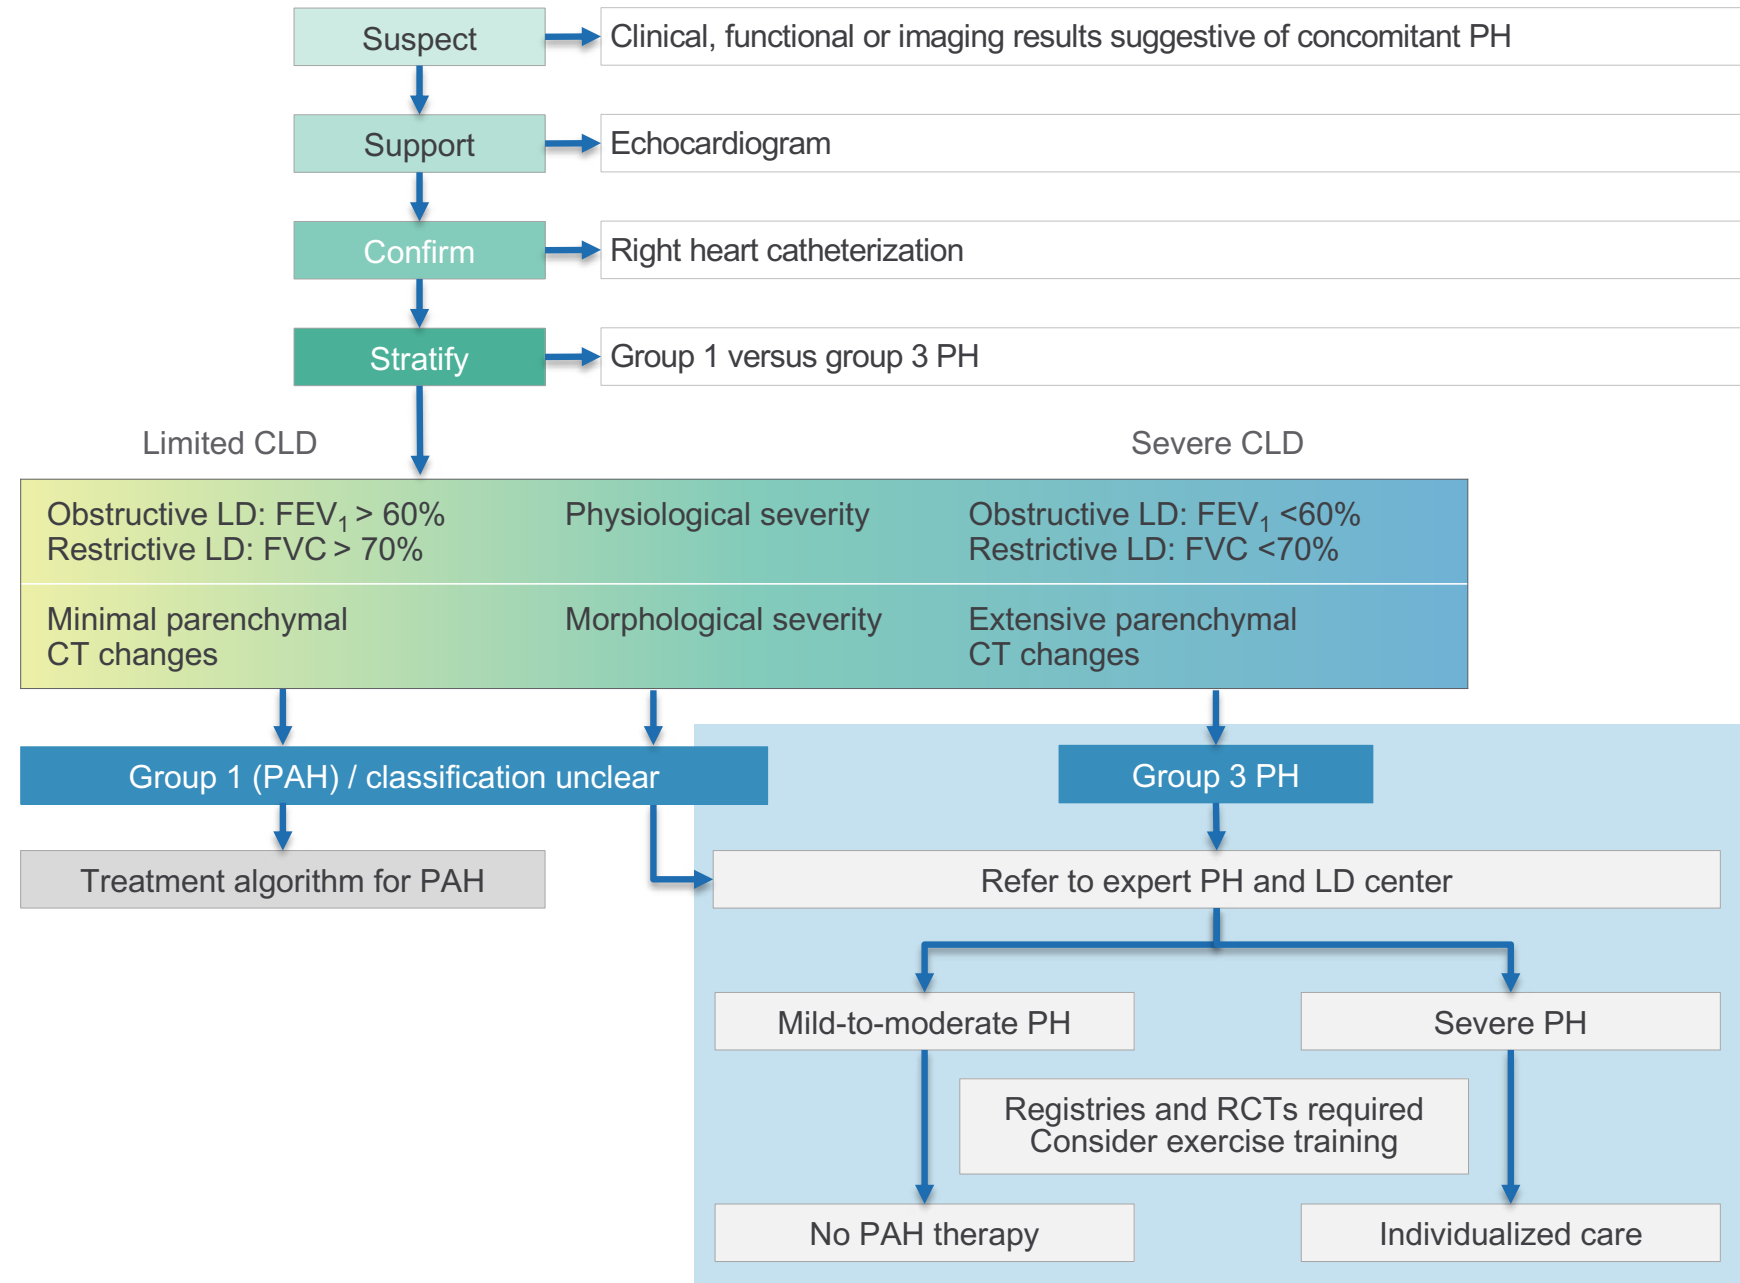 Suspect
Clinical, functional or imaging results suggestive of concomitant PH
Support
Echocardiogram
Confirm
Right heart catheterization
Stratify
Group 1 versus group 3 PH
Limited CLD
Severe CLD
Obstructive LD: FEV₁ > 60%
Restrictive LD: FVC > 70%
Physiological severity
Obstructive LD: FEV₁ <60%
Restrictive LD: FVC <70%
Minimal parenchymal
CT changes
Morphological severity
Extensive parenchymal
CT changes
Group 1 (PAH) / classification unclear
Group 3 PH
Treatment algorithm for PAH
Refer to expert PH and LD center
Mild-to-moderate PH
Severe PH
Registries and RCTs required
Consider exercise training
No PAH therapy
Individualized care